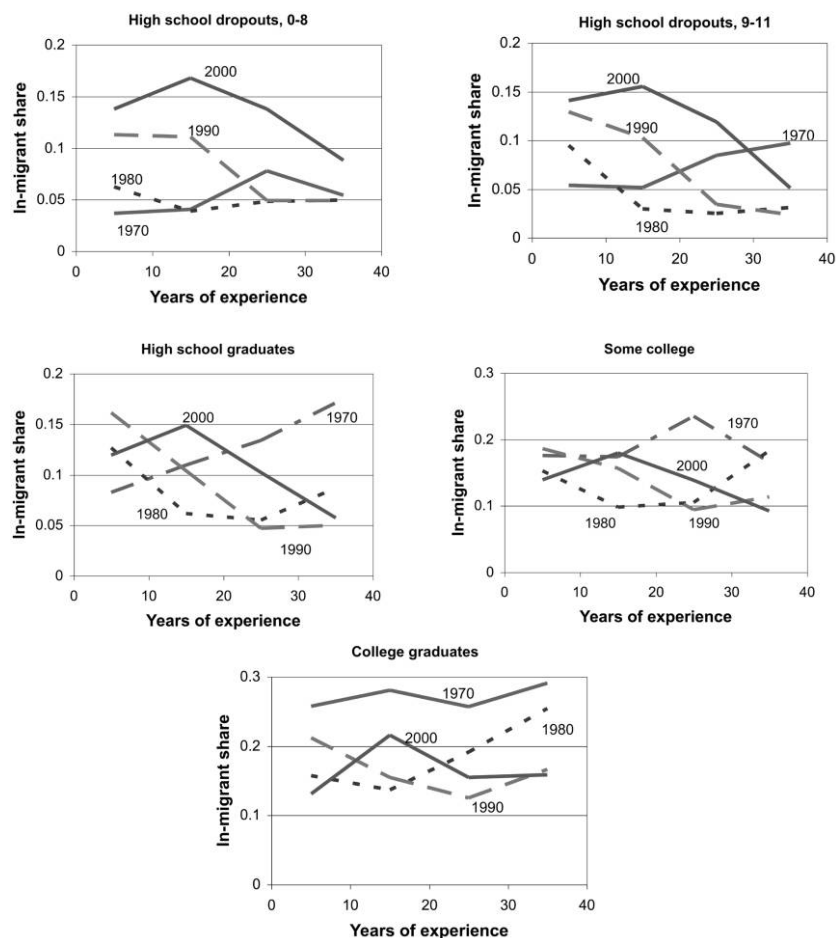 High school dropouts, 0-8
0.2
0.15
0.1
0.05
0
In-migrant share
2000
1990
1980
1970
0 10 20 30 40
Years of experience
High school dropouts, 9-11
0.2
0.15
0.1
0.05
0
In-migrant share
2000
1990
1970
1980
0 10 20 30 40
Years of experience
High school graduates
0.2
0.15
0.1
0.05
0
In-migrant share
2000
1970
1980
1990
0 10 20 30 40
Years of experience
Some college
0.3
0.2
0.1
0
In-migrant share
1970
2000
1980
1990
0 10 20 30 40
Years of experience
College graduates
0.3
0.2
0.1
0
In-migrant share
1970
2000
1980
1990
0 10 20 30 40
Years of experience